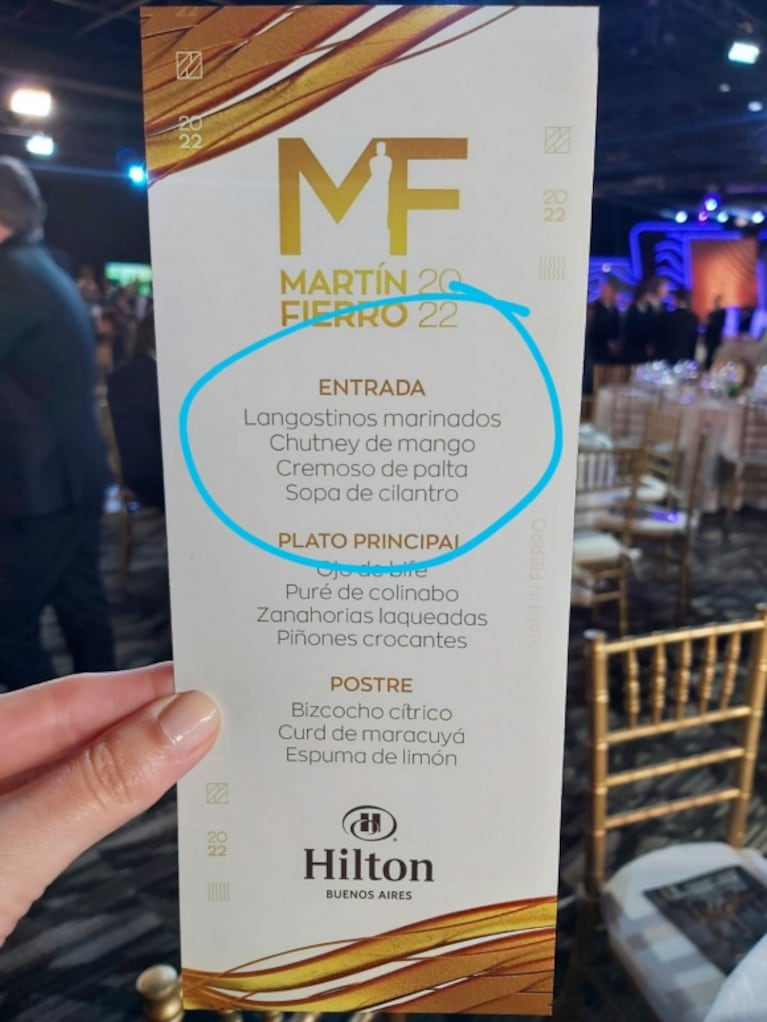 20
22
MF
MARTÍN 20
FIERRO 22
20
22
ENTRADA
Langostinos marinados
Chutney de mango
Cremoso de palta
Sopa de cilantro
PLATO PRINCIPAL
Ojo de bife
Puré de colinabo
Zanahorias laqueadas
Piñones crocantes
MARTÍN FIERRO
POSTRE
Bizcocho cítrico
Curd de maracuyá
Espuma de limón
20
22
H
Hilton
BUENOS AIRES